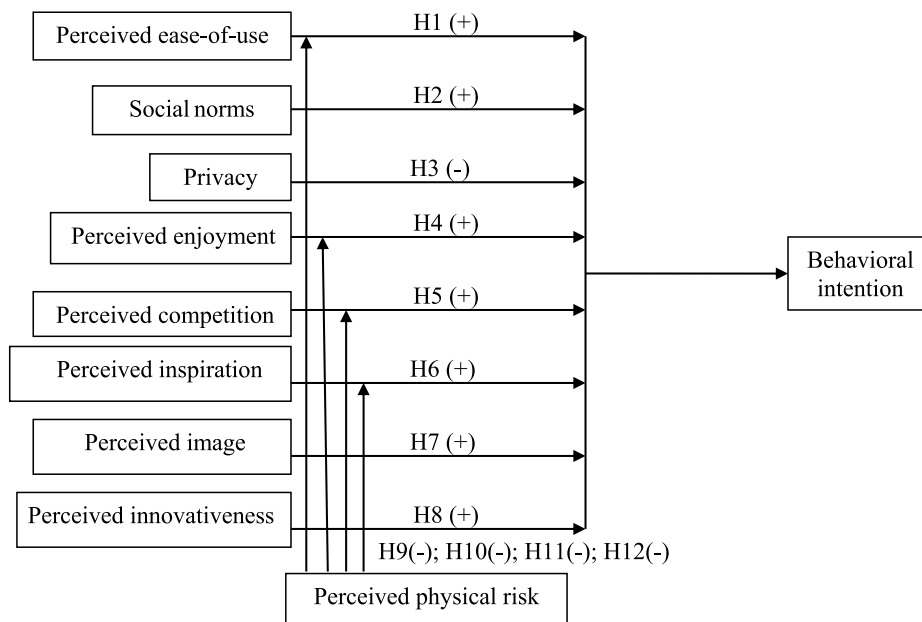 Perceived ease-of-use
H1 (+)
Social norms
H2 (+)
Privacy
H3 (-)
Perceived enjoyment
H4 (+)
Behavioral
intention
Perceived competition
H5 (+)
Perceived inspiration
H6 (+)
Perceived image
H7 (+)
Perceived innovativeness
H8 (+)
H9(-); H10(-); H11(-); H12(-)
Perceived physical risk